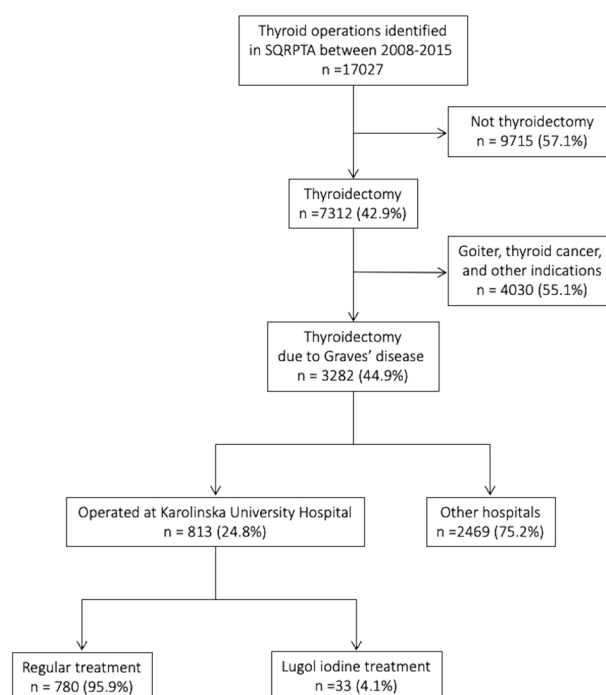 Thyroid operations identified
in SQRPTA between 2008-2015
n =17027
Not thyroidectomy
n = 9715 (57.1%)
Thyroidectomy
n =7312 (42.9%)
Goiter, thyroid cancer,
and other indications
n = 4030 (55.1%)
Thyroidectomy
due to Graves’ disease
n = 3282 (44.9%)
Operated at Karolinska University Hospital
n = 813 (24.8%)
Other hospitals
n =2469 (75.2%)
Regular treatment
n = 780 (95.9%)
Lugol iodine treatment
n =33 (4.1%)